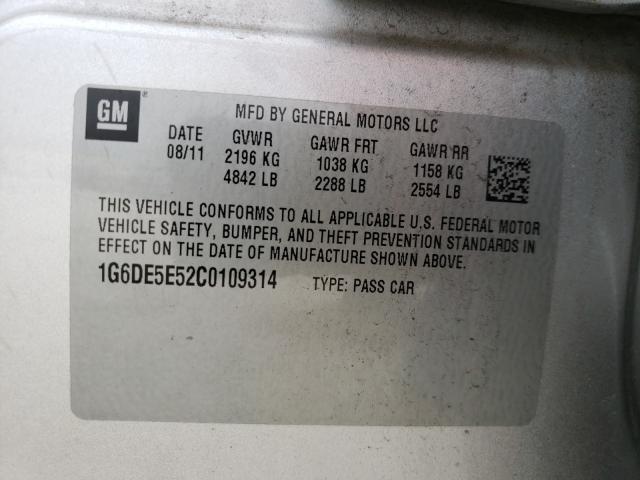 GM®
MFD BY GENERAL MOTORS LLC
DATE GVWR GAWR FRT GAWR RR
08/11 2196 KG 1038 KG 1158 KG
4842 LB 2288 LB 2554 LB
THIS VEHICLE CONFORMS TO ALL APPLICABLE U.S. FEDERAL MOTOR
VEHICLE SAFETY, BUMPER, AND THEFT PREVENTION STANDARDS IN
EFFECT ON THE DATE OF MANUFACTURE SHOWN ABOVE.
1G6DE5E52C0109314 TYPE: PASS CAR